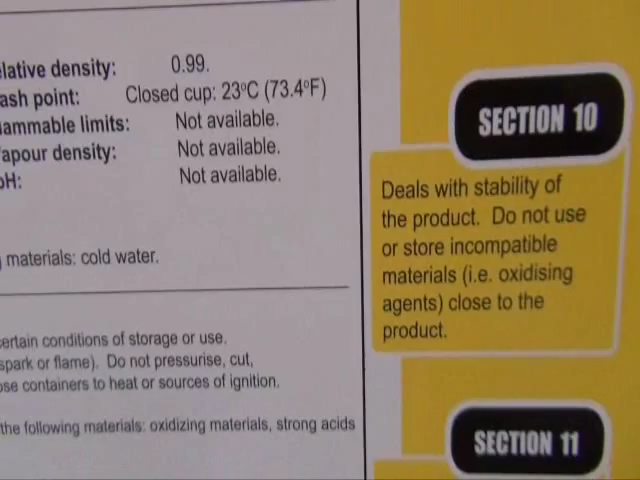 elative density: 0.99.
ash point: Closed cup: 23°C (73.4°F)
ammable limits: Not available.
apour density: Not available.
pH: Not available.
materials: cold water.
ertain conditions of storage or use.
spark or flame). Do not pressurise, cut,
ose containers to heat or sources of ignition.
the following materials: oxidizing materials, strong acids
SECTION 10
Deals with stability of
the product. Do not use
or store incompatible
materials (i.e. oxidising
agents) close to the
product.
SECTION 11